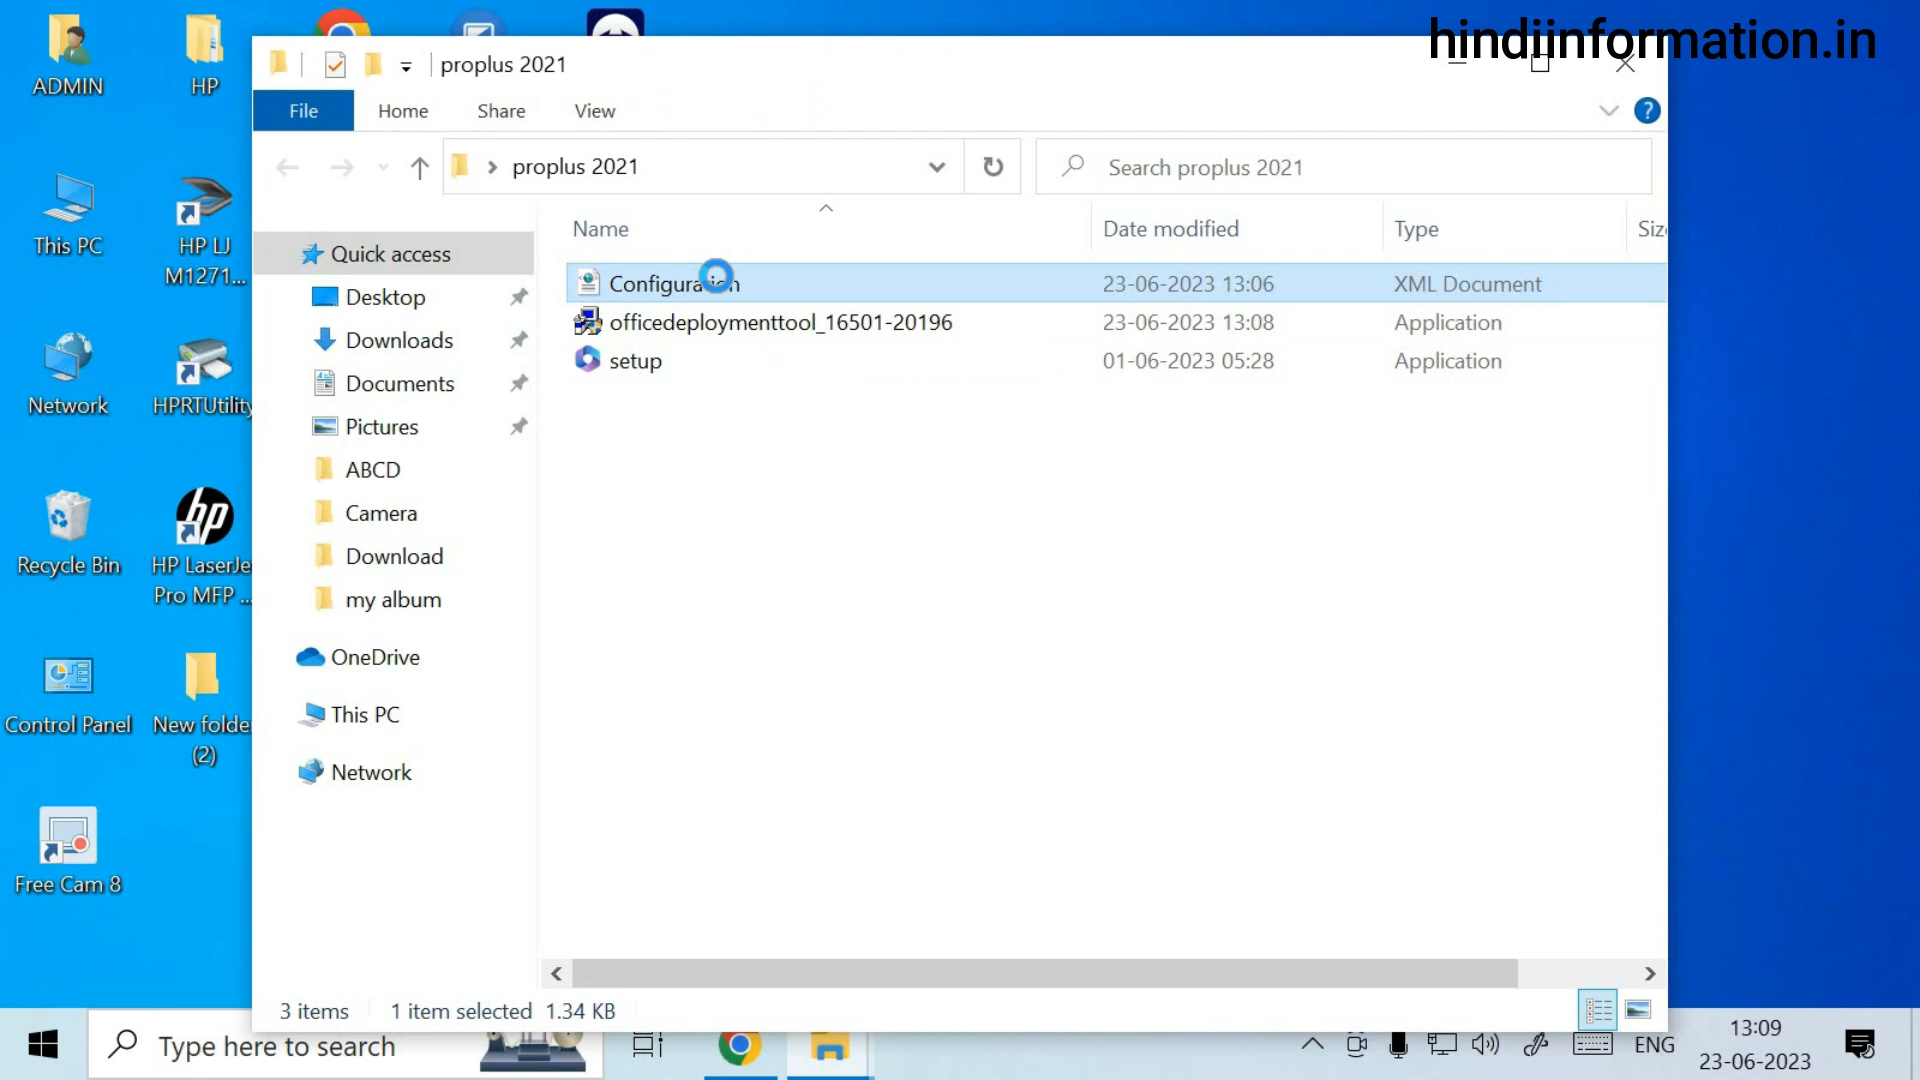 hindiinformation.in
ADMIN
HP
proplus 2021
File
Home
Share
View
?
proplus 2021
Search proplus 2021
Name
Date modified
Type
This PC
HP LJ
M1271...
Quick access
Configuration
23-06-2023 13:06
XML Document
Desktop
officedeploymenttool_16501-20196
23-06-2023 13:08
Application
Downloads
setup
01-06-2023 05:28
Application
Documents
Network
HPRTUtility
Pictures
ABCD
Camera
hp
Recycle Bin
HP LaserJe
Pro MFP ...
Download
my album
OneDrive
This PC
Control Panel
New folde
(2)
Network
Free Cam 8
3 items
1 item selected
1.34 KB
Type here to search
ENG
13:09
23-06-2023